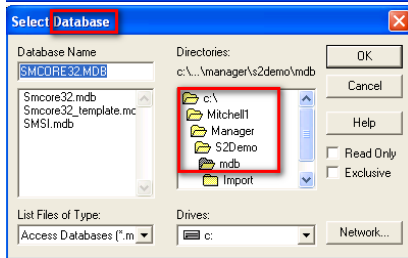 Select Database
Database Name
SMCORE32.MDB
Smcore32.mdb
Smcore32_template.mc
SMSI.mdb
List Files of Type:
Access Databases (*.m
Directories:
c:\...\manager\s2demo\mdb
c:\
Mitchell1
Manager
S2Demo
mdb
Import
Drives:
c:
OK
Cancel
Help
Read Only
Exclusive
Network...